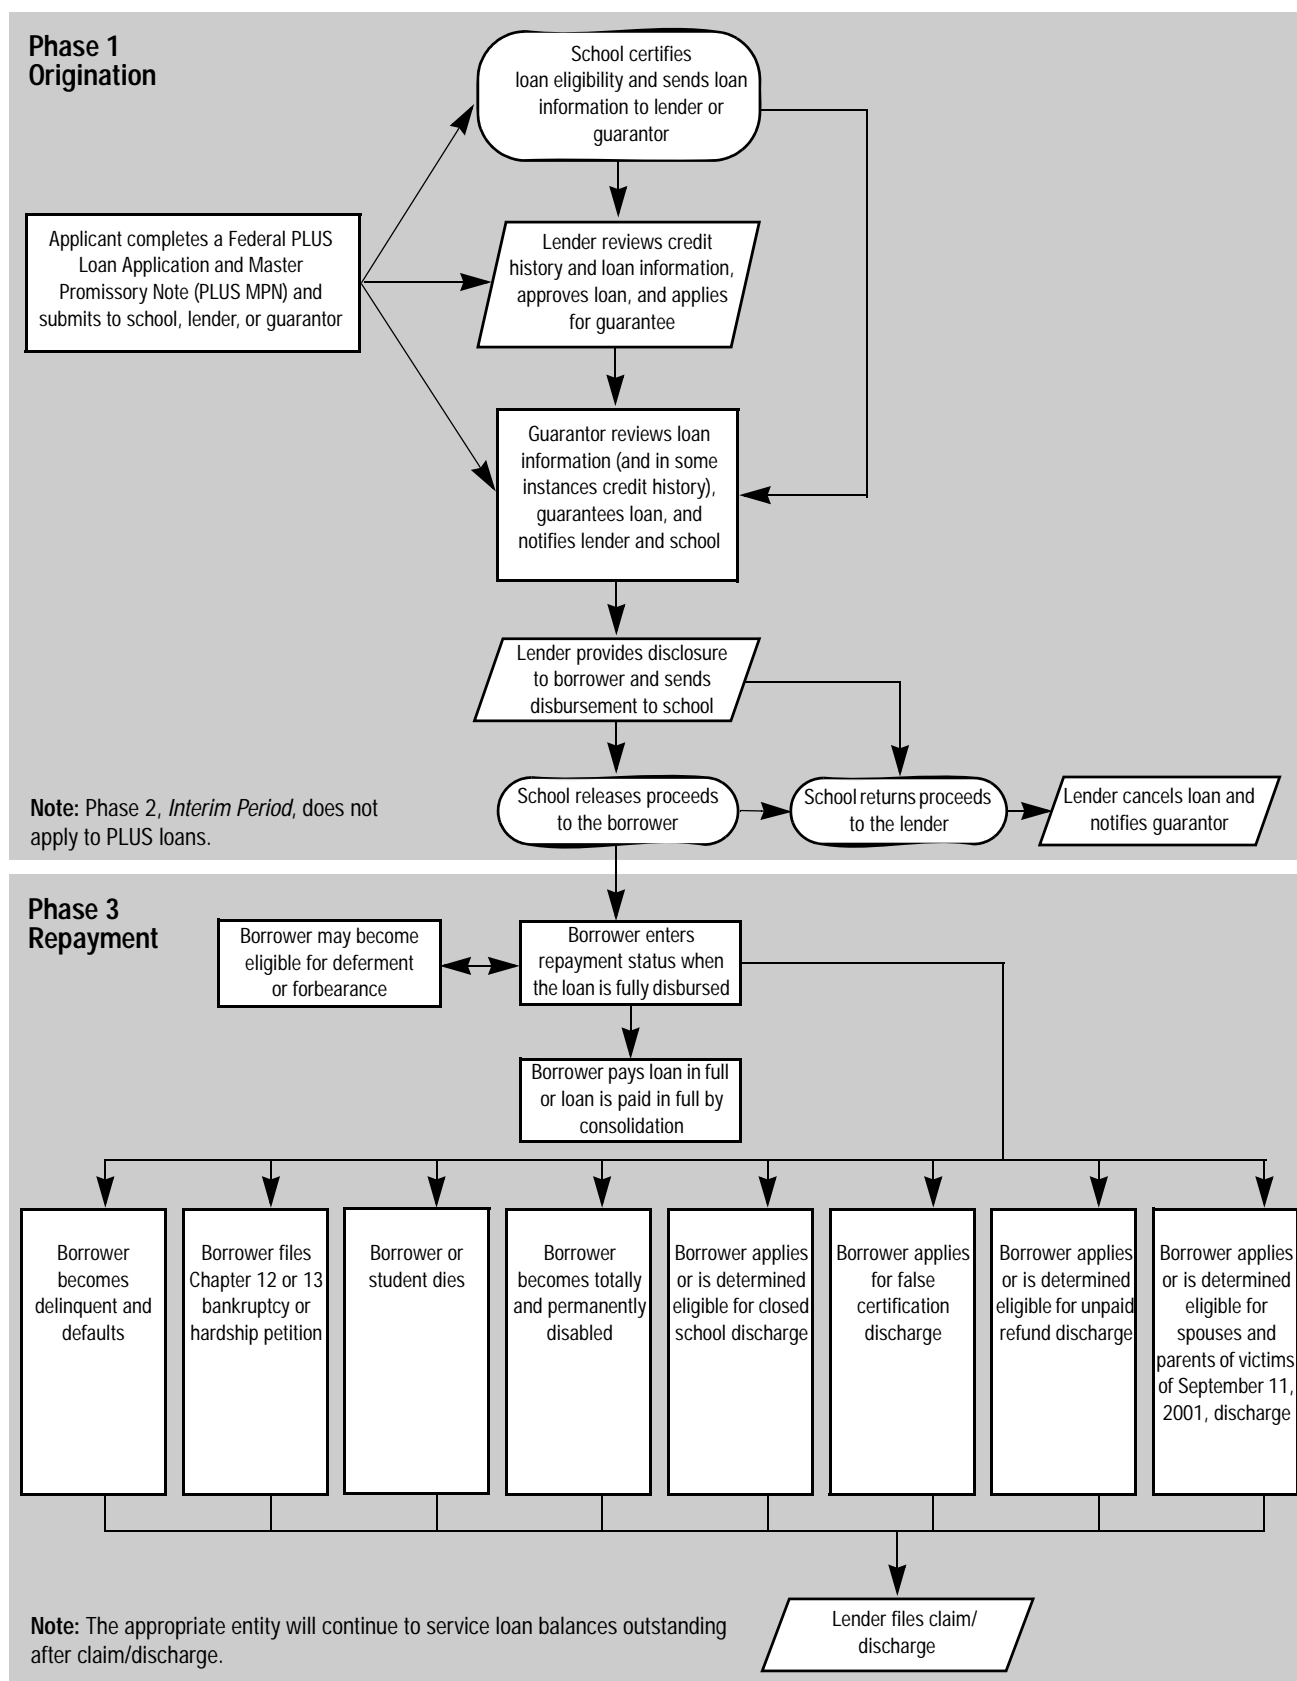 Phase 1
Origination
School certifies
loan eligibility and sends loan
information to lender or
guarantor
Applicant completes a Federal PLUS
Loan Application and Master
Promissory Note (PLUS MPN) and
submits to school, lender, or guarantor
Lender reviews credit
history and loan information,
approves loan, and applies
for guarantee
Guarantor reviews loan
information (and in some
instances credit history),
guarantees loan, and
notifies lender and school
Lender provides disclosure
to borrower and sends
disbursement to school
School releases proceeds
to the borrower
School returns proceeds
to the lender
Lender cancels loan and
notifies guarantor
Note: Phase 2, Interim Period, does not
apply to PLUS loans.
Phase 3
Repayment
Borrower may become
eligible for deferment
or forbearance
Borrower enters
repayment status when
the loan is fully disbursed
Borrower pays loan in full
or loan is paid in full by
consolidation
Borrower
becomes
delinquent and
defaults
Borrower files
Chapter 12 or 13
bankruptcy or
hardship petition
Borrower or
student dies
Borrower
becomes totally
and permanently
disabled
Borrower applies
or is determined
eligible for closed
school discharge
Borrower applies
for false
certification
discharge
Borrower applies
or is determined
eligible for unpaid
refund discharge
Borrower applies
or is determined
eligible for
spouses and
parents of victims
of September 11,
2001, discharge
Lender files claim/
discharge
Note: The appropriate entity will continue to service loan balances outstanding
after claim/discharge.